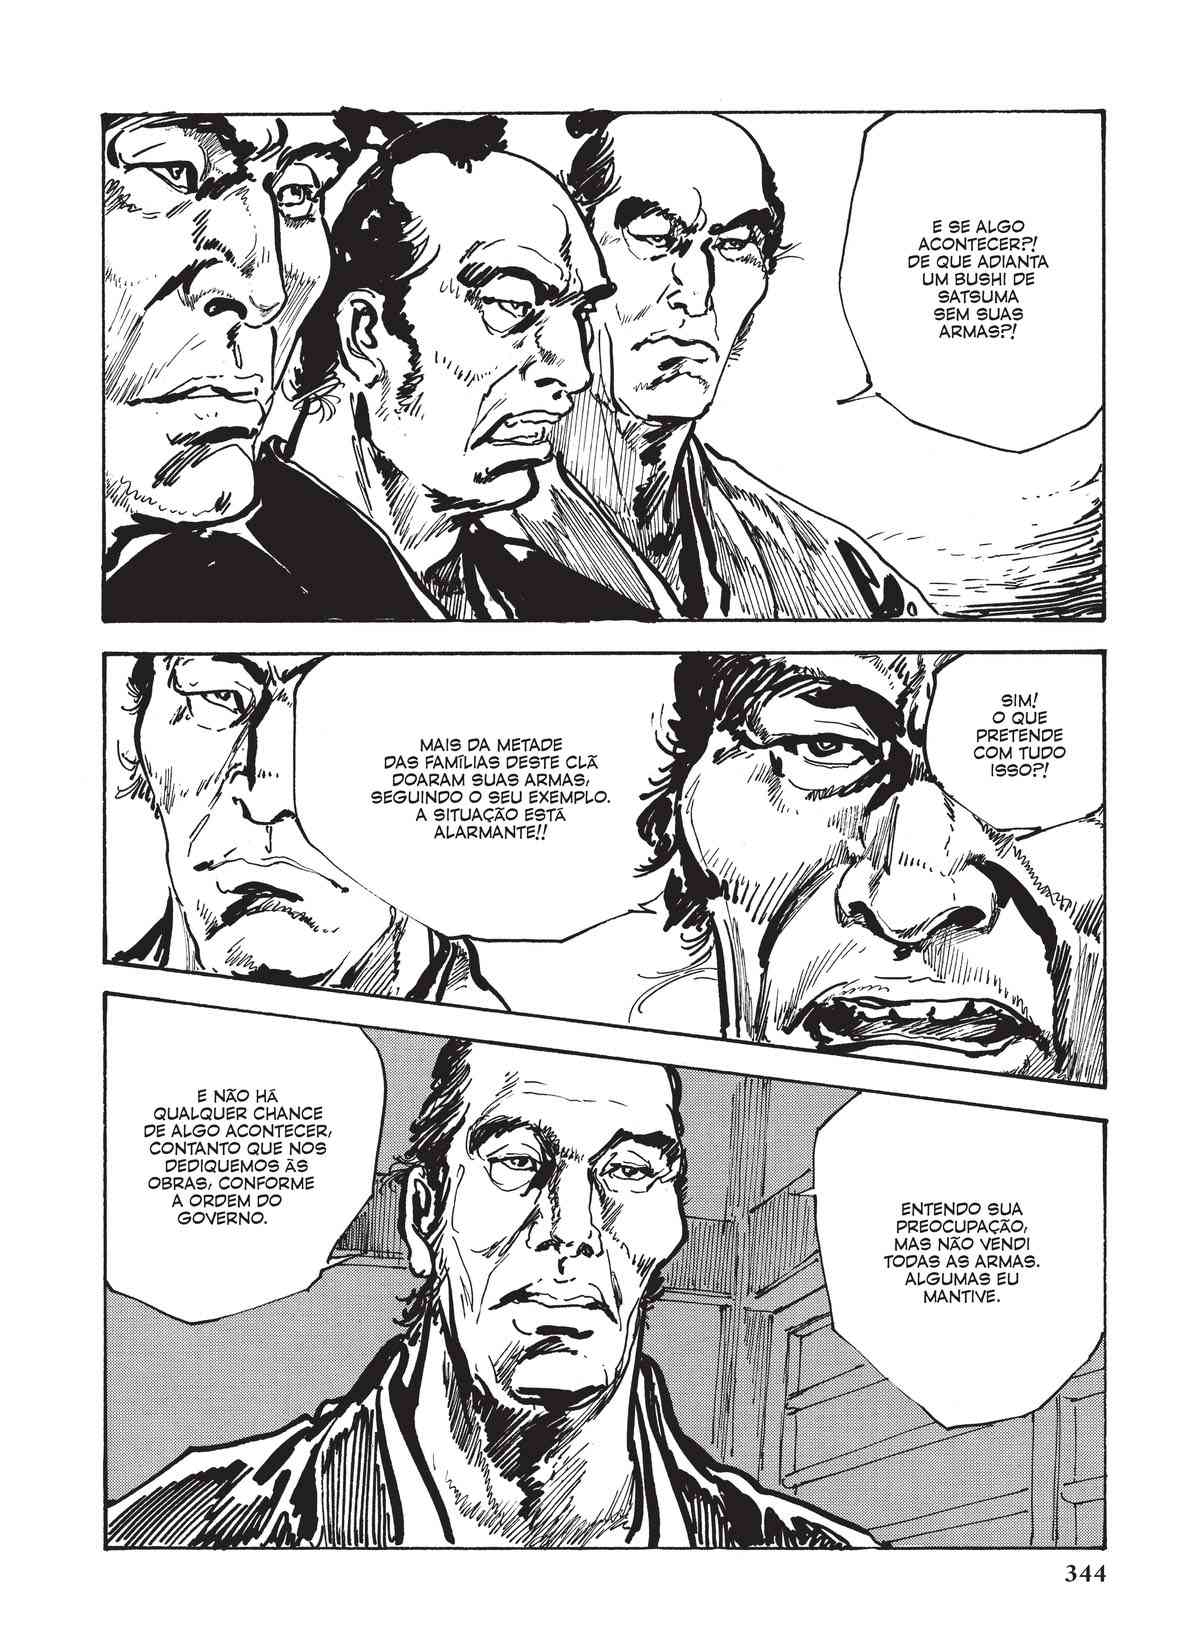 E SE ALGO
ACONTECER?!
DE QUE ADIANTA
UM BUSHI DE
SATSUMA
SEM SUAS
ARMAS?!
SIM!
O QUE
PRETENDE
COM TUDO
ISSO?!
MAIS DA METADE
DAS FAMÍLIAS DESTE CLÃ
DOARAM SUAS ARMAS,
SEGUINDO O SEU EXEMPLO.
A SITUAÇÃO ESTÁ
ALARMANTE!!
E NÃO HÁ
QUALQUER CHANCE
DE ALGO ACONTECER,
CONTANTO QUE NOS
DEDIQUEMOS ÀS
OBRAS, CONFORME
A ORDEM DO
GOVERNO.
ENTENDO SUA
PREOCUPAÇÃO,
MAS NÃO VENDI
TODAS AS ARMAS.
ALGUMAS EU
MANTIVE.
344